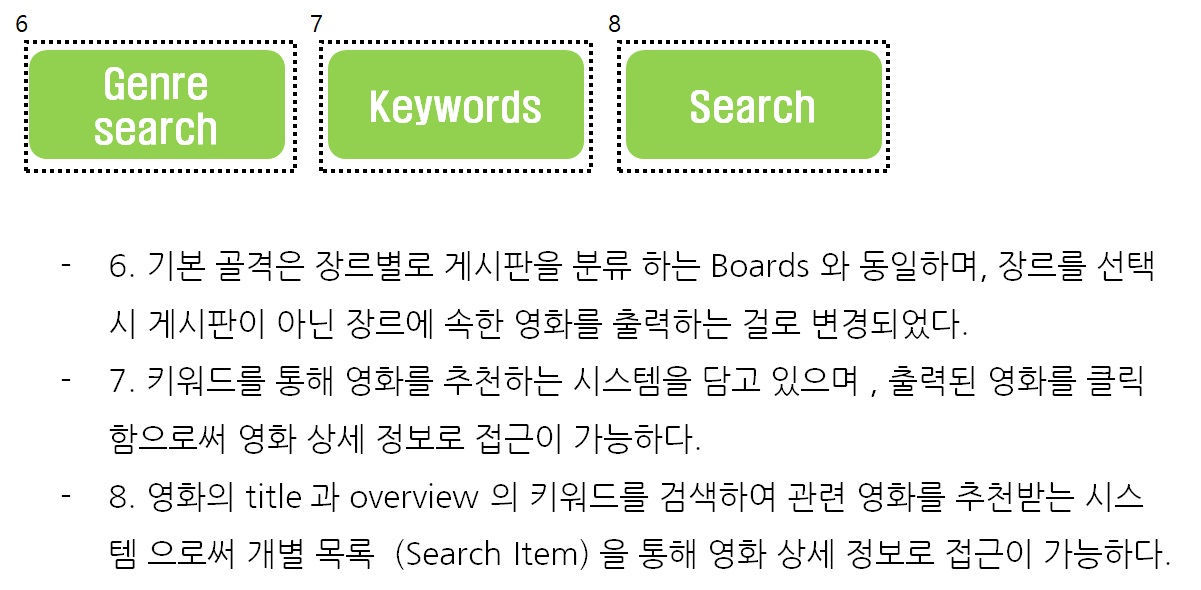 6
7
8
Genre
search
Keywords
Search
- 6. 기본 골격은 장르별로 게시판을 분류 하는 Boards 와 동일하며, 장르를 선택
시 게시판이 아닌 장르에 속한 영화를 출력하는 걸로 변경되었다.
- 7. 키워드를 통해 영화를 추천하는 시스템을 담고 있으며 , 출력된 영화를 클릭
함으로써 영화 상세 정보로 접근이 가능하다.
- 8. 영화의 title 과 overview 의 키워드를 검색하여 관련 영화를 추천받는 시스
템 으로써 개별 목록 (Search Item) 을 통해 영화 상세 정보로 접근이 가능하다.